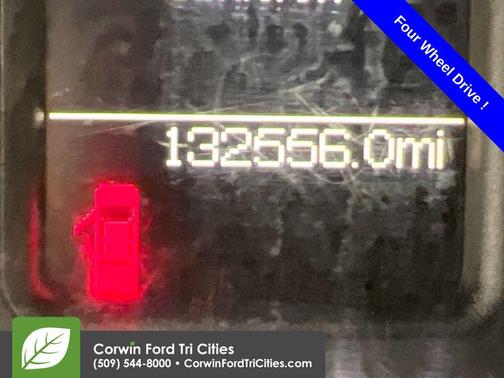 Four Wheel Drive !
132556.0mi
Corwin Ford Tri Cities
(509) 544-8000 • CorwinFordTriCities.com